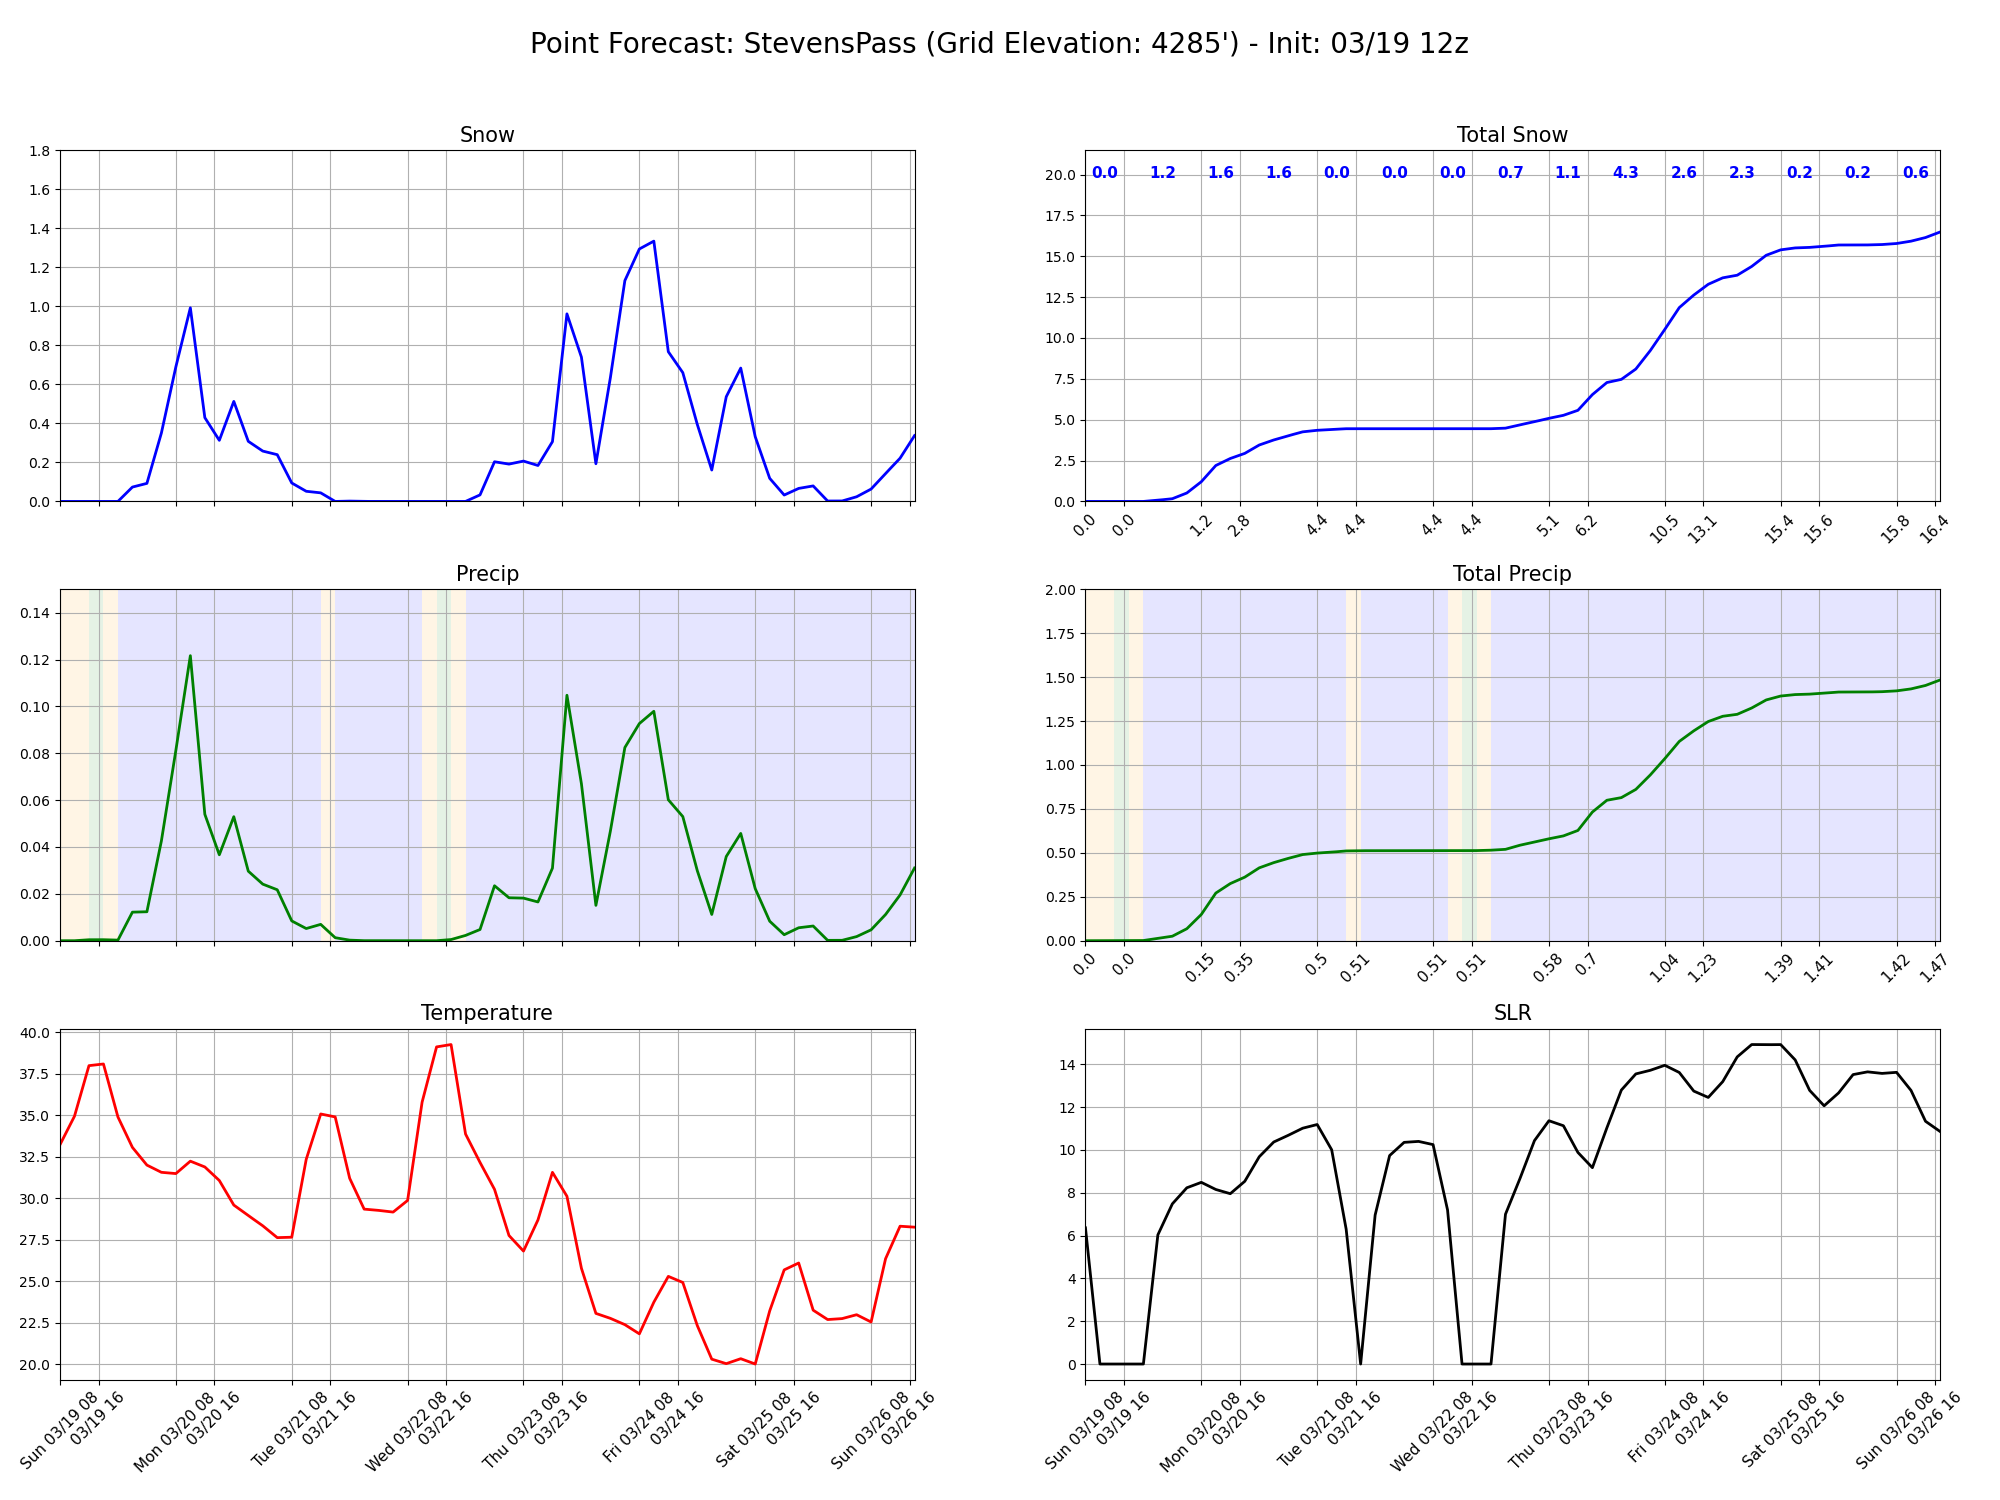 Point Forecast: StevensPass (Grid Elevation: 4285') - Init: 03/19 12z
Snow
1.8
1.6
1.4
1.2
1.0
0.8
0.6
0.4
0.2
0.0
Total Snow
0.0 1.2 1.6 1.6 0.0 0.0 0.0 0.7 1.1 4.3 2.6 2.3 0.2 0.2 0.6
20.0
17.5
15.0
12.5
10.0
7.5
5.0
2.5
0.0
0.0 0.0 1.2 2.8 4.4 4.4 4.4 4.4 5.1 6.2 10.5 13.1 15.4 15.6 15.8 16.4
Precip
0.14
0.12
0.10
0.08
0.06
0.04
0.02
0.00
Total Precip
2.00
1.75
1.50
1.25
1.00
0.75
0.50
0.25
0.00
0.0 0.0 0.15 0.35 0.5 0.51 0.51 0.51 0.58 0.7 1.04 1.23 1.39 1.41 1.42 1.47
Temperature
40.0
37.5
35.0
32.5
30.0
27.5
25.0
22.5
20.0
Sun 03/19 08
03/19 16
Mon 03/20 08
03/20 16
Tue 03/21 08
03/21 16
Wed 03/22 08
03/22 16
Thu 03/23 08
03/23 16
Fri 03/24 08
03/24 16
Sat 03/25 08
03/25 16
Sun 03/26 08
03/26 16
SLR
14
12
10
8
6
4
2
0
Sun 03/19 08
03/19 16
Mon 03/20 08
03/20 16
Tue 03/21 08
03/21 16
Wed 03/22 08
03/22 16
Thu 03/23 08
03/23 16
Fri 03/24 08
03/24 16
Sat 03/25 08
03/25 16
Sun 03/26 08
03/26 16